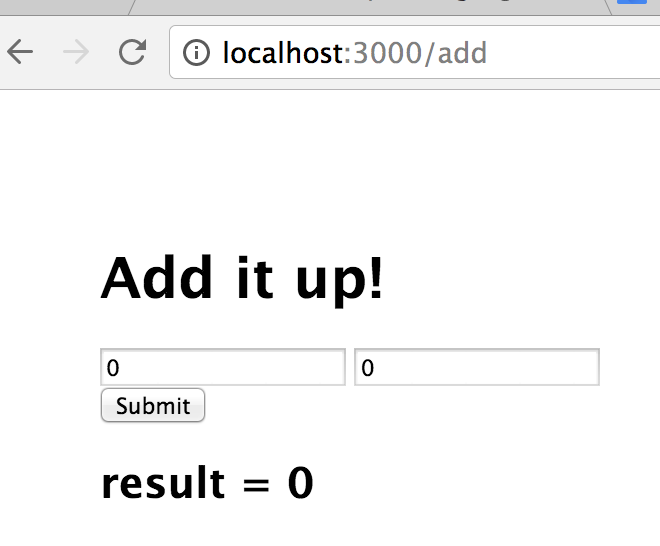 localhost:3000/add
Add it up!
0 0
Submit
result = 0